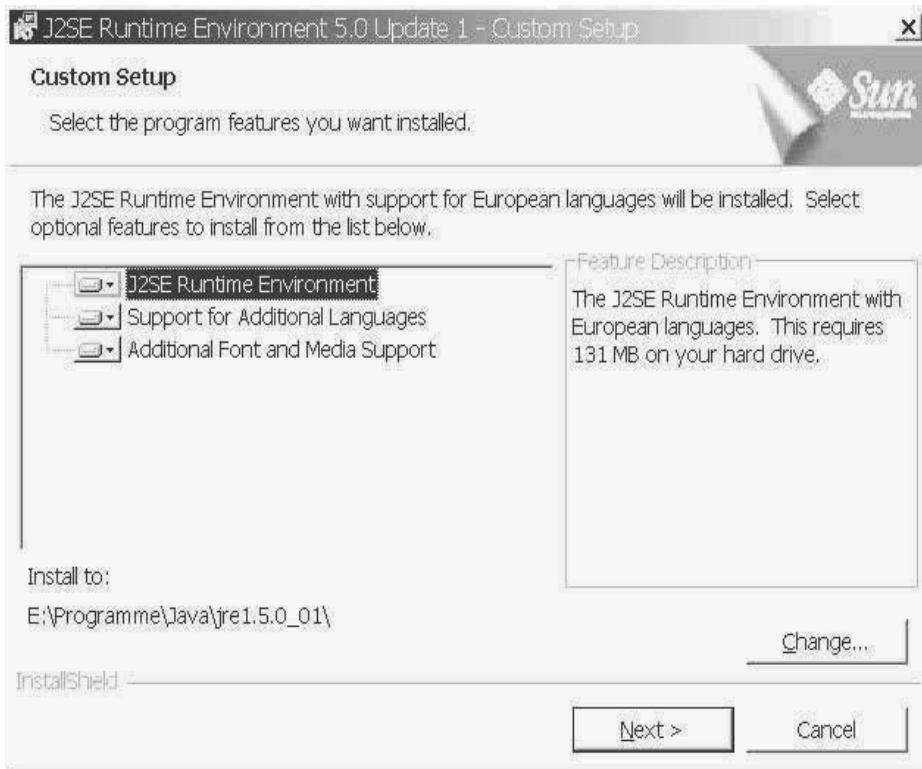 J2SE Runtime Environment 5.0 Update 1 - Custom Setup
Custom Setup
Select the program features you want installed.
Sun
The J2SE Runtime Environment with support for European languages will be installed. Select
optional features to install from the list below.
J2SE Runtime Environment
Support for Additional Languages
Additional Font and Media Support
Feature Description
The J2SE Runtime Environment with
European languages. This requires
131 MB on your hard drive.
Install to:
E:\Programme\Java\jre1.5.0_01\
Change...
InstallShield
Next >
Cancel